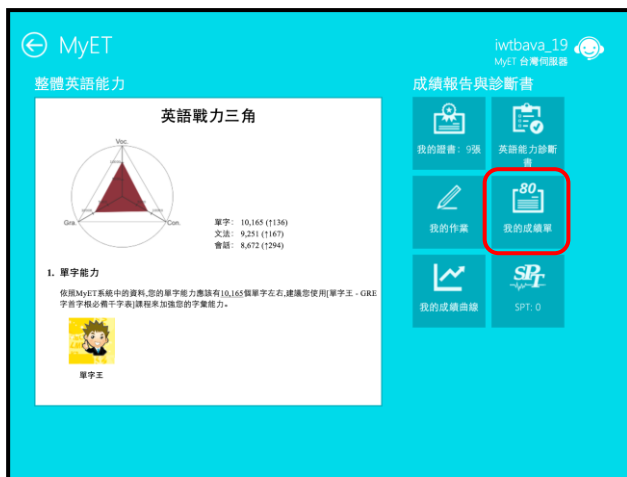 MyET
iwtbava_19
MyET 台灣伺服器
整體英語能力
成績報告與診斷書
英語戰力三角
Voc.
Gra.
Con.
單字： 10,165 (↑136)
文法： 9,251 (↑167)
會話： 8,672 (↑294)
1. 單字能力
依照MyET系統中的資料,您的單字能力應該有10,165個單字左右,建議您使用[單字王 - GRE
字首字根必備千字表]課程來加強您的字彙能力。
單字王
我的證書：9張
英語能力診斷
書
我的作業
80
我的成績單
我的成績曲線
SPT
SPT: 0